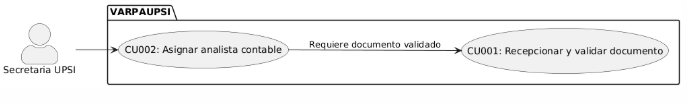 VARPAUPSI
Secretaria UPSI
CU002: Asignar analista contable
Requiere documento validado
CU001: Recepcionar y validar documento